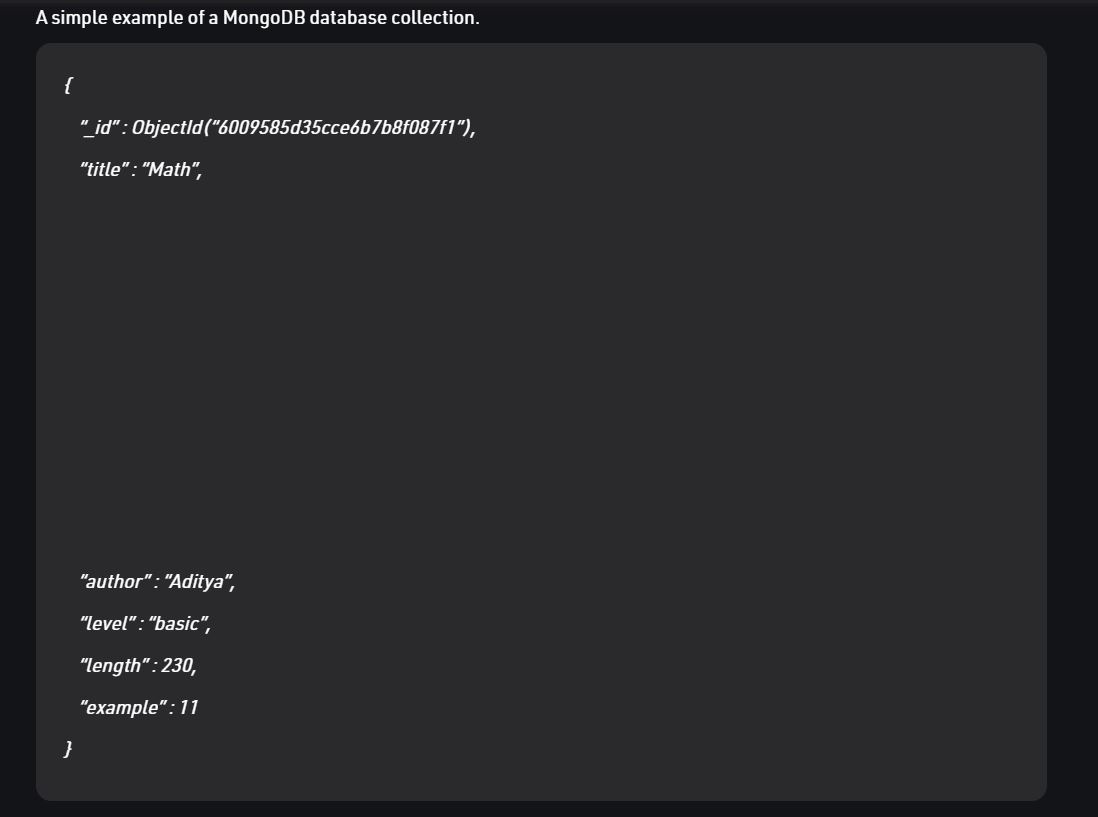 A simple example of a MongoDB database collection.
{
“_id” : ObjectId(“6009585d35cce6b7b8f087f1”),
“title” : “Math”,
“author” : “Aditya”,
“level” : “basic”,
“length” : 230,
“example” : 11
}